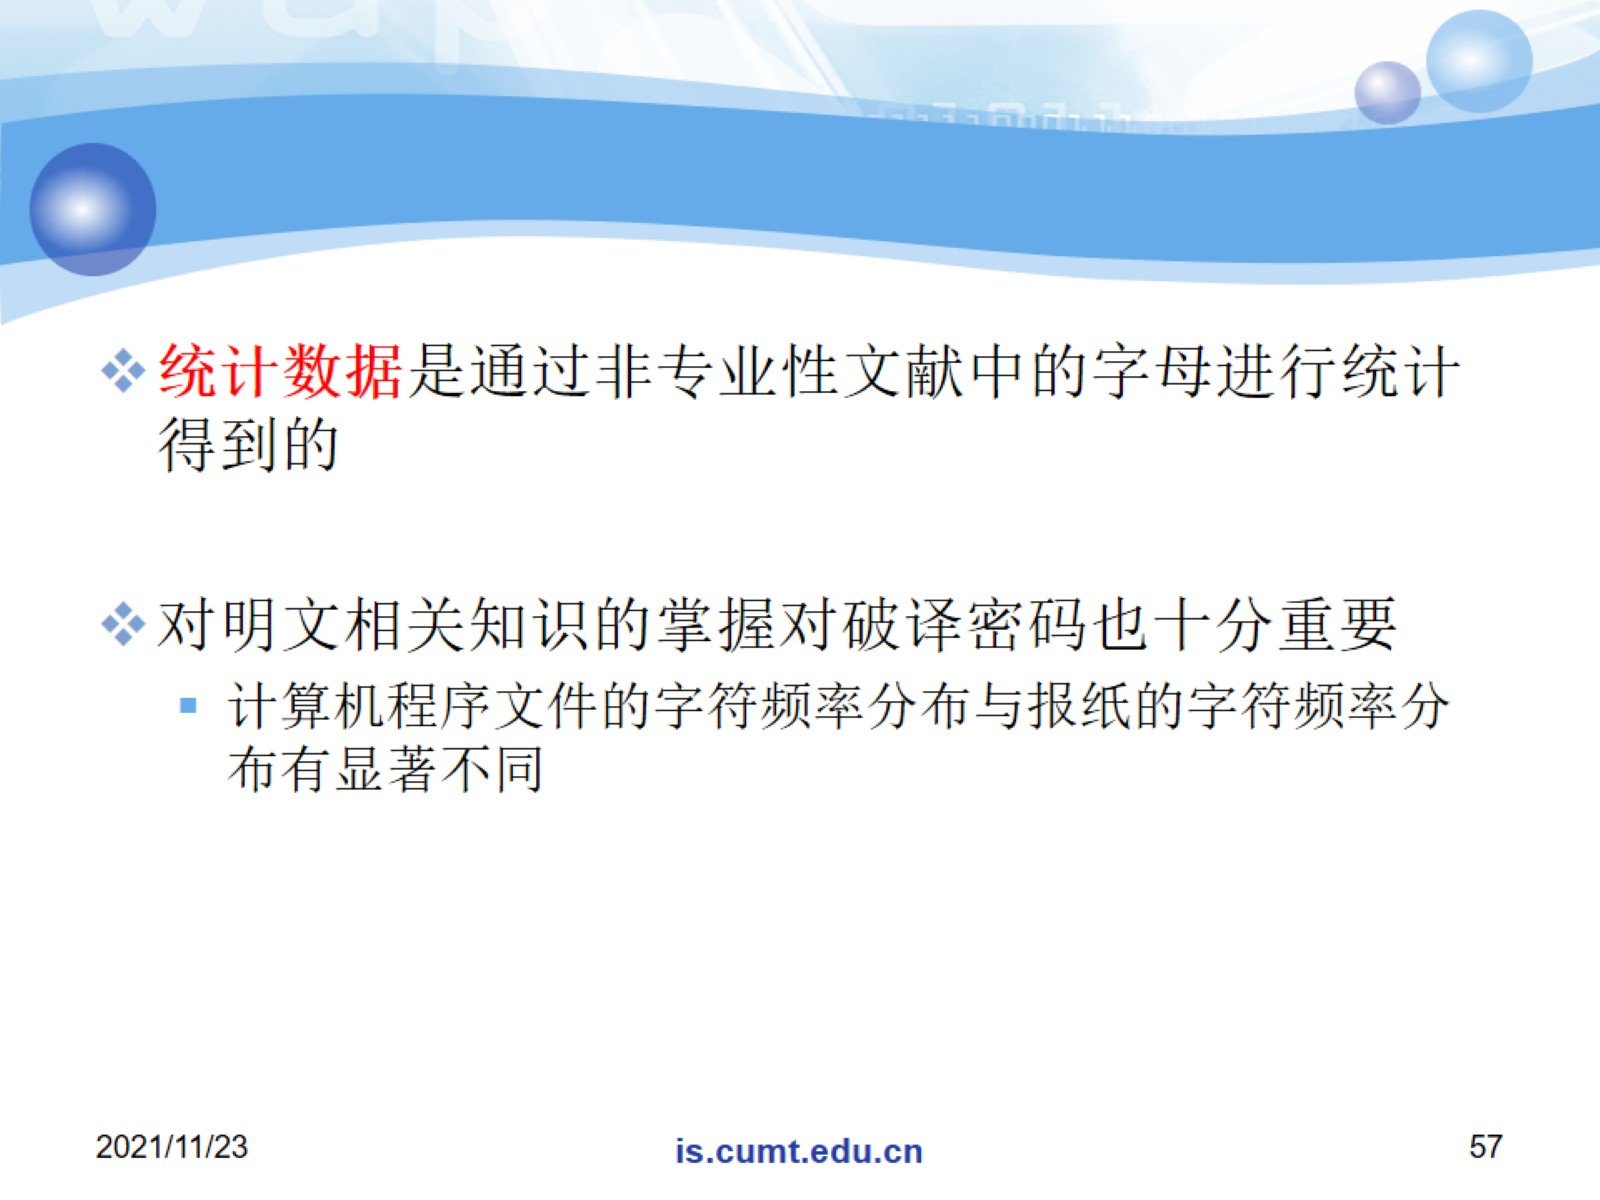 统计数据是通过非专业性文献中的字母进行统计
得到的
对明文相关知识的掌握对破译密码也十分重要
计算机程序文件的字符频率分布与报纸的字符频率分
布有显著不同
2021/11/23
is.cumt.edu.cn
57